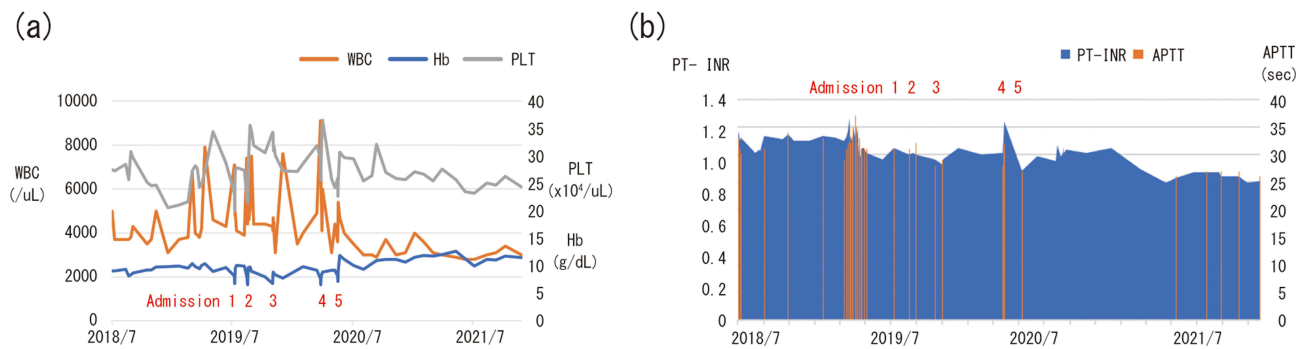 (a)
WBC Hb PLT
10000 40
8000 35
6000 30
4000 25
2000 20
0 15
10
5
0
WBC
(/uL)
PLT
(x10⁴/uL)
Hb
(g/dL)
Admission 1 2 3 4 5
2018/7 2019/7 2020/7 2021/7
(b)
PT-INR APTT
PT- INR
APTT
(sec)
Admission 1 2 3 4 5
1.4 40
1.2 35
1.0 30
0.8 25
0.6 20
0.4 15
0.2 10
0 5
0
2018/7 2019/7 2020/7 2021/7